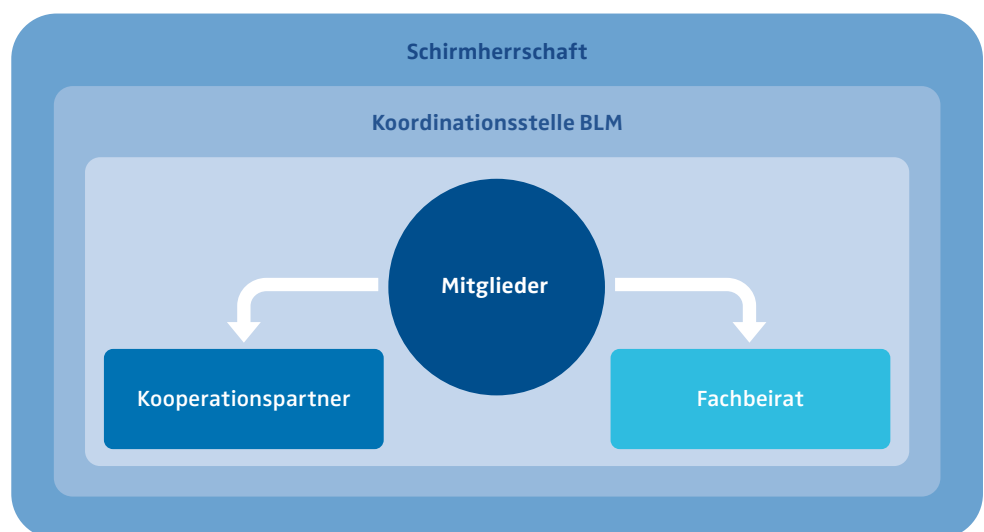 Schirmherrschaft
Koordinationsstelle BLM
Mitglieder
Kooperationspartner
Fachbeirat